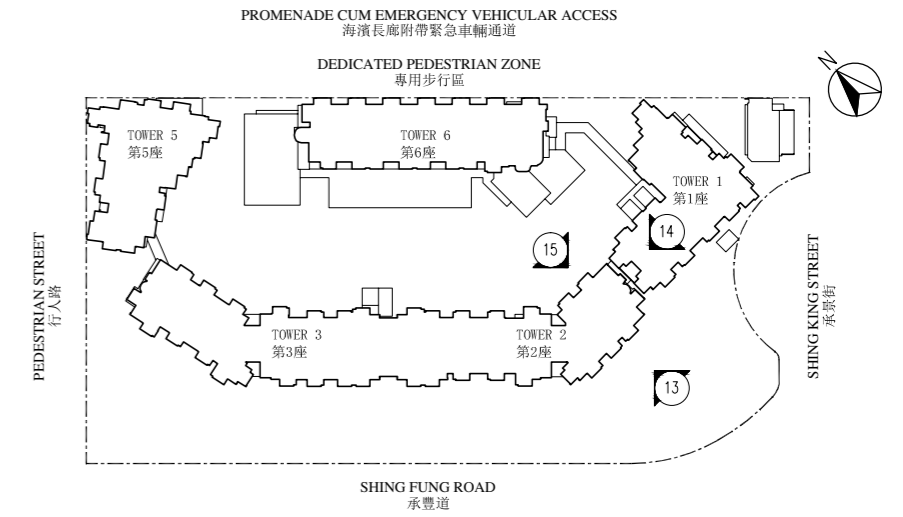 PROMENADE CUM EMERGENCY VEHICULAR ACCESS
海濱長廊附帶緊急車輛通道
DEDICATED PEDESTRIAN ZONE
專用步行區
N
TOWER 5
第5座
TOWER 6
第6座
TOWER 1
第1座
14
15
PEDESTRIAN STREET
行人路
SHING KING STREET
承景街
TOWER 3
第3座
TOWER 2
第2座
13
SHING FUNG ROAD
承豐道